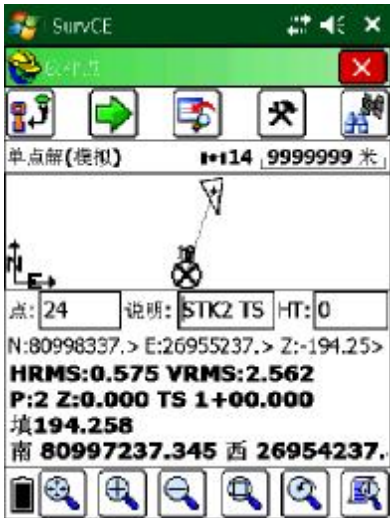 SurvCE
单点解(模拟) 14 9999999 米
N
E
点: 24 说明: STK2 TS HT: 0
N:80998337.> E:26955237.> Z:-194.25>
HRMS:0.575 VRMS:2.562
P:2 Z:0.000 TS 1+00.000
填194.258
南 80997237.345 西 26954237.